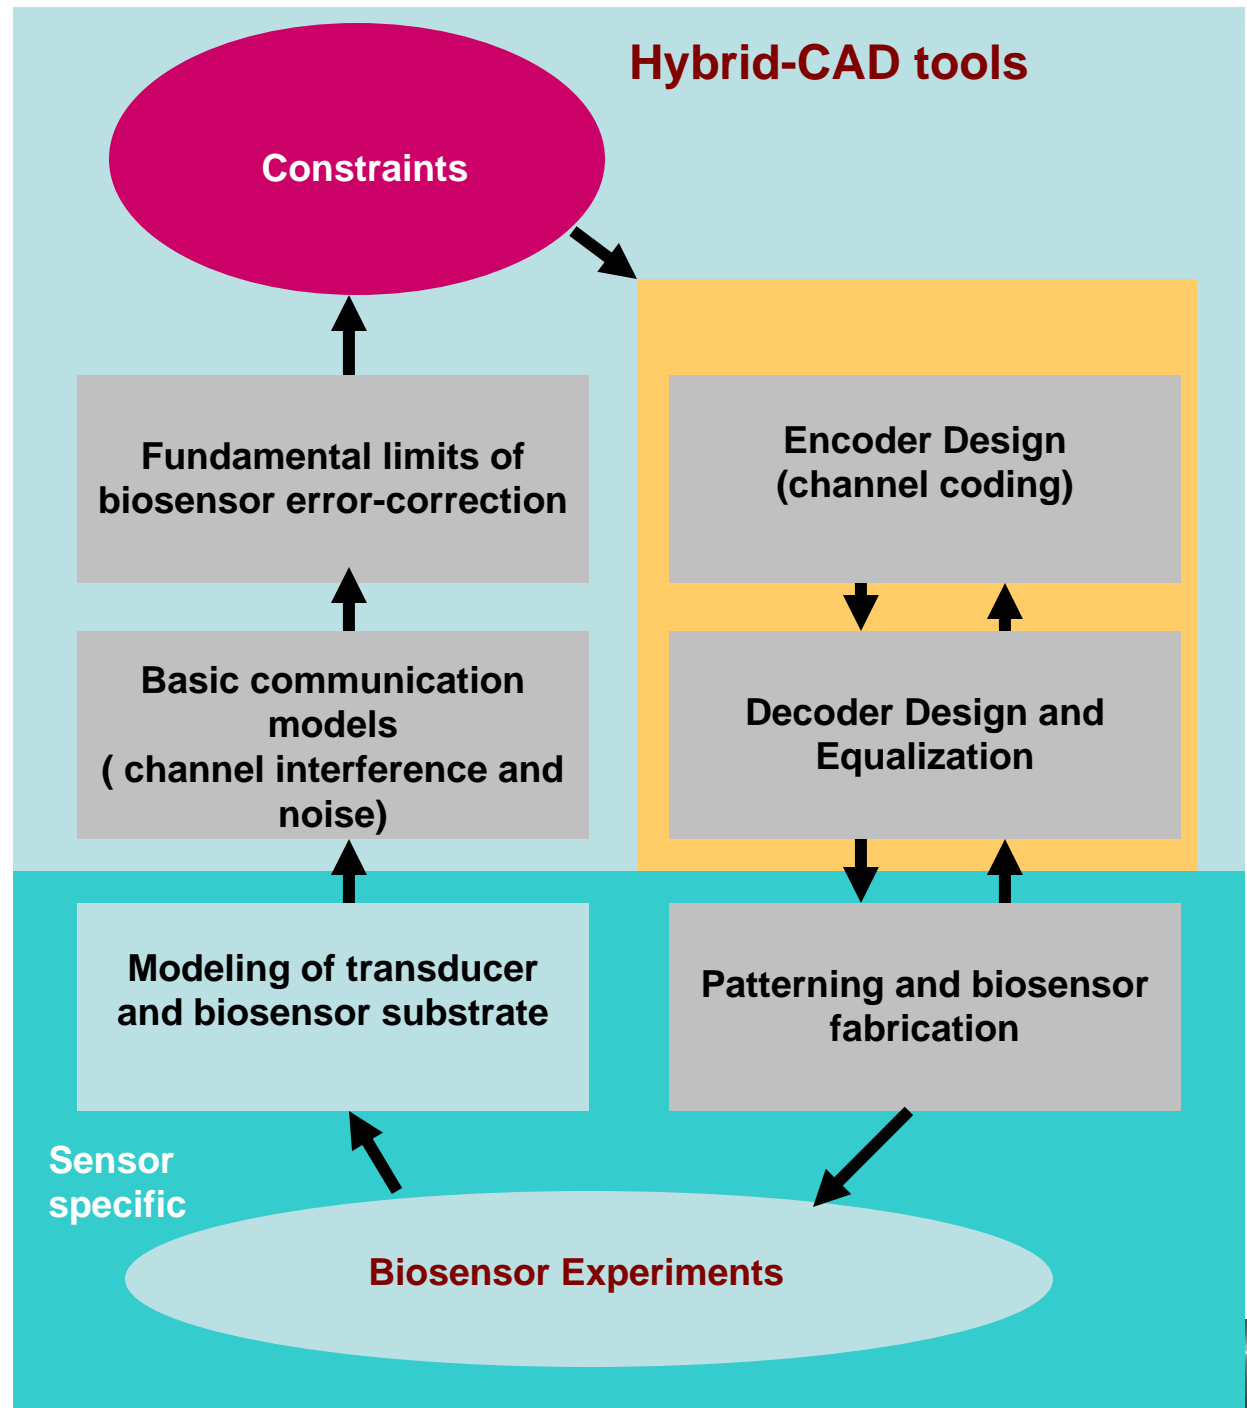 Hybrid-CAD tools
Constraints
Fundamental limits of
biosensor error-correction
Encoder Design
(channel coding)
Basic communication
models
( channel interference and
noise)
Decoder Design and
Equalization
Modeling of transducer
and biosensor substrate
Patterning and biosensor
fabrication
Sensor
specific
Biosensor Experiments